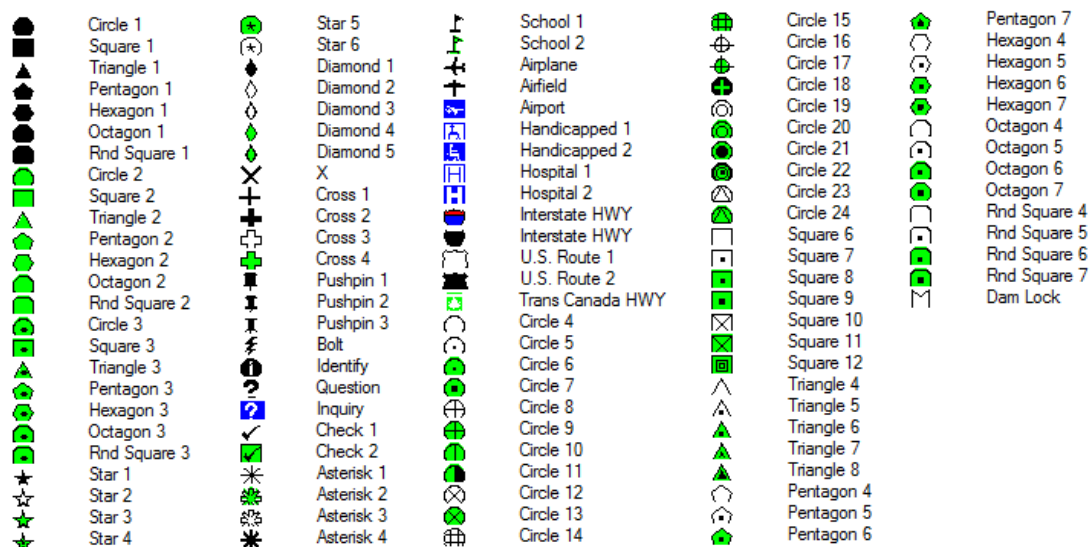 Circle 1
Square 1
Triangle 1
Pentagon 1
Hexagon 1
Octagon 1
Rnd Square 1
Circle 2
Square 2
Triangle 2
Pentagon 2
Hexagon 2
Octagon 2
Rnd Square 2
Circle 3
Square 3
Triangle 3
Pentagon 3
Hexagon 3
Octagon 3
Rnd Square 3
Star 1
Star 2
Star 3
Star 4
Star 5
Star 6
Diamond 1
Diamond 2
Diamond 3
Diamond 4
Diamond 5
X
Cross 1
Cross 2
Cross 3
Cross 4
Pushpin 1
Pushpin 2
Pushpin 3
Bolt
Identify
Question
Inquiry
Check 1
Check 2
Asterisk 1
Asterisk 2
Asterisk 3
Asterisk 4
School 1
School 2
Airplane
Airfield
Airport
Handicapped 1
Handicapped 2
Hospital 1
Hospital 2
Interstate HWY
Interstate HWY
U.S. Route 1
U.S. Route 2
Trans Canada HWY
Circle 4
Circle 5
Circle 6
Circle 7
Circle 8
Circle 9
Circle 10
Circle 11
Circle 12
Circle 13
Circle 14
Circle 15
Circle 16
Circle 17
Circle 18
Circle 19
Circle 20
Circle 21
Circle 22
Circle 23
Circle 24
Square 6
Square 7
Square 8
Square 9
Square 10
Square 11
Square 12
Triangle 4
Triangle 5
Triangle 6
Triangle 7
Triangle 8
Pentagon 4
Pentagon 5
Pentagon 6
Pentagon 7
Hexagon 4
Hexagon 5
Hexagon 6
Hexagon 7
Octagon 4
Octagon 5
Octagon 6
Octagon 7
Rnd Square 4
Rnd Square 5
Rnd Square 6
Rnd Square 7
Dam Lock